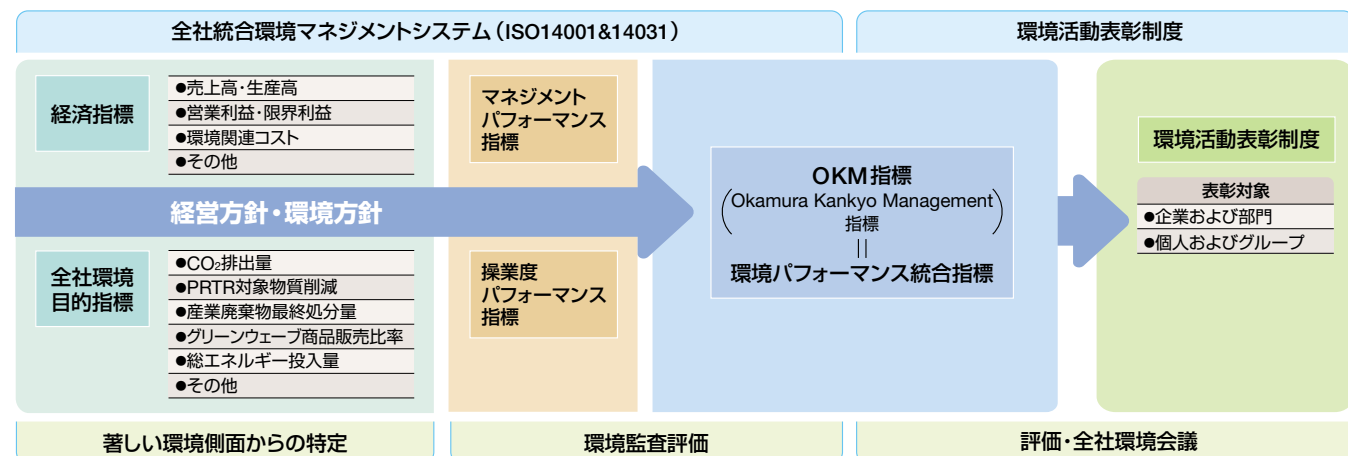 全社統合環境マネジメントシステム（ISO14001&14031）
環境活動表彰制度
経済指標
●売上高・生産高
●営業利益・限界利益
●環境関連コスト
●その他
マネジメント
パフォーマンス
指標
経営方針・環境方針
全社環境
目的指標
●CO₂排出量
●PRTR対象物質削減
●産業廃棄物最終処分量
●グリーンウェーブ商品販売比率
●総エネルギー投入量
●その他
操業度
パフォーマンス
指標
OKM指標
(Okamura Kankyo Management)
指標
||
環境パフォーマンス統合指標
環境活動表彰制度
表彰対象
●企業および部門
●個人およびグループ
著しい環境側面からの特定
環境監査評価
評価・全社環境会議